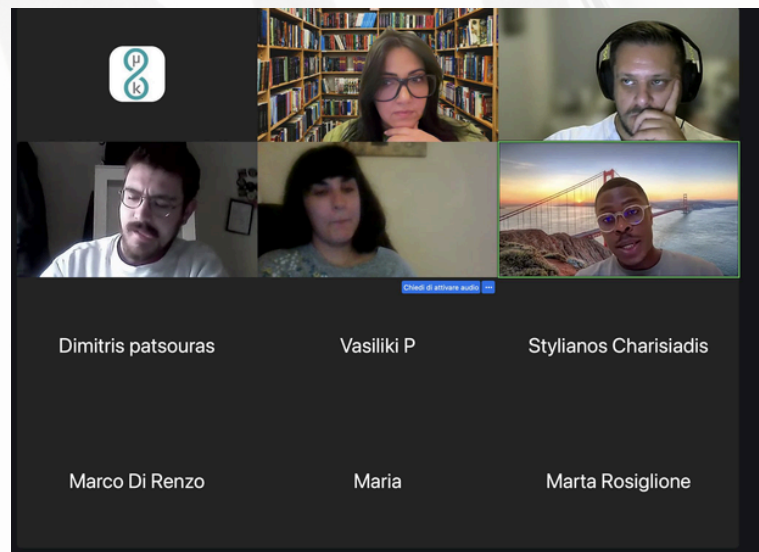 μ
k
Chiedi di attivare audio
Dimitris patsouras
Vasiliki P
Stylianos Charisiadis
Marco Di Renzo
Maria
Marta Rosiglione